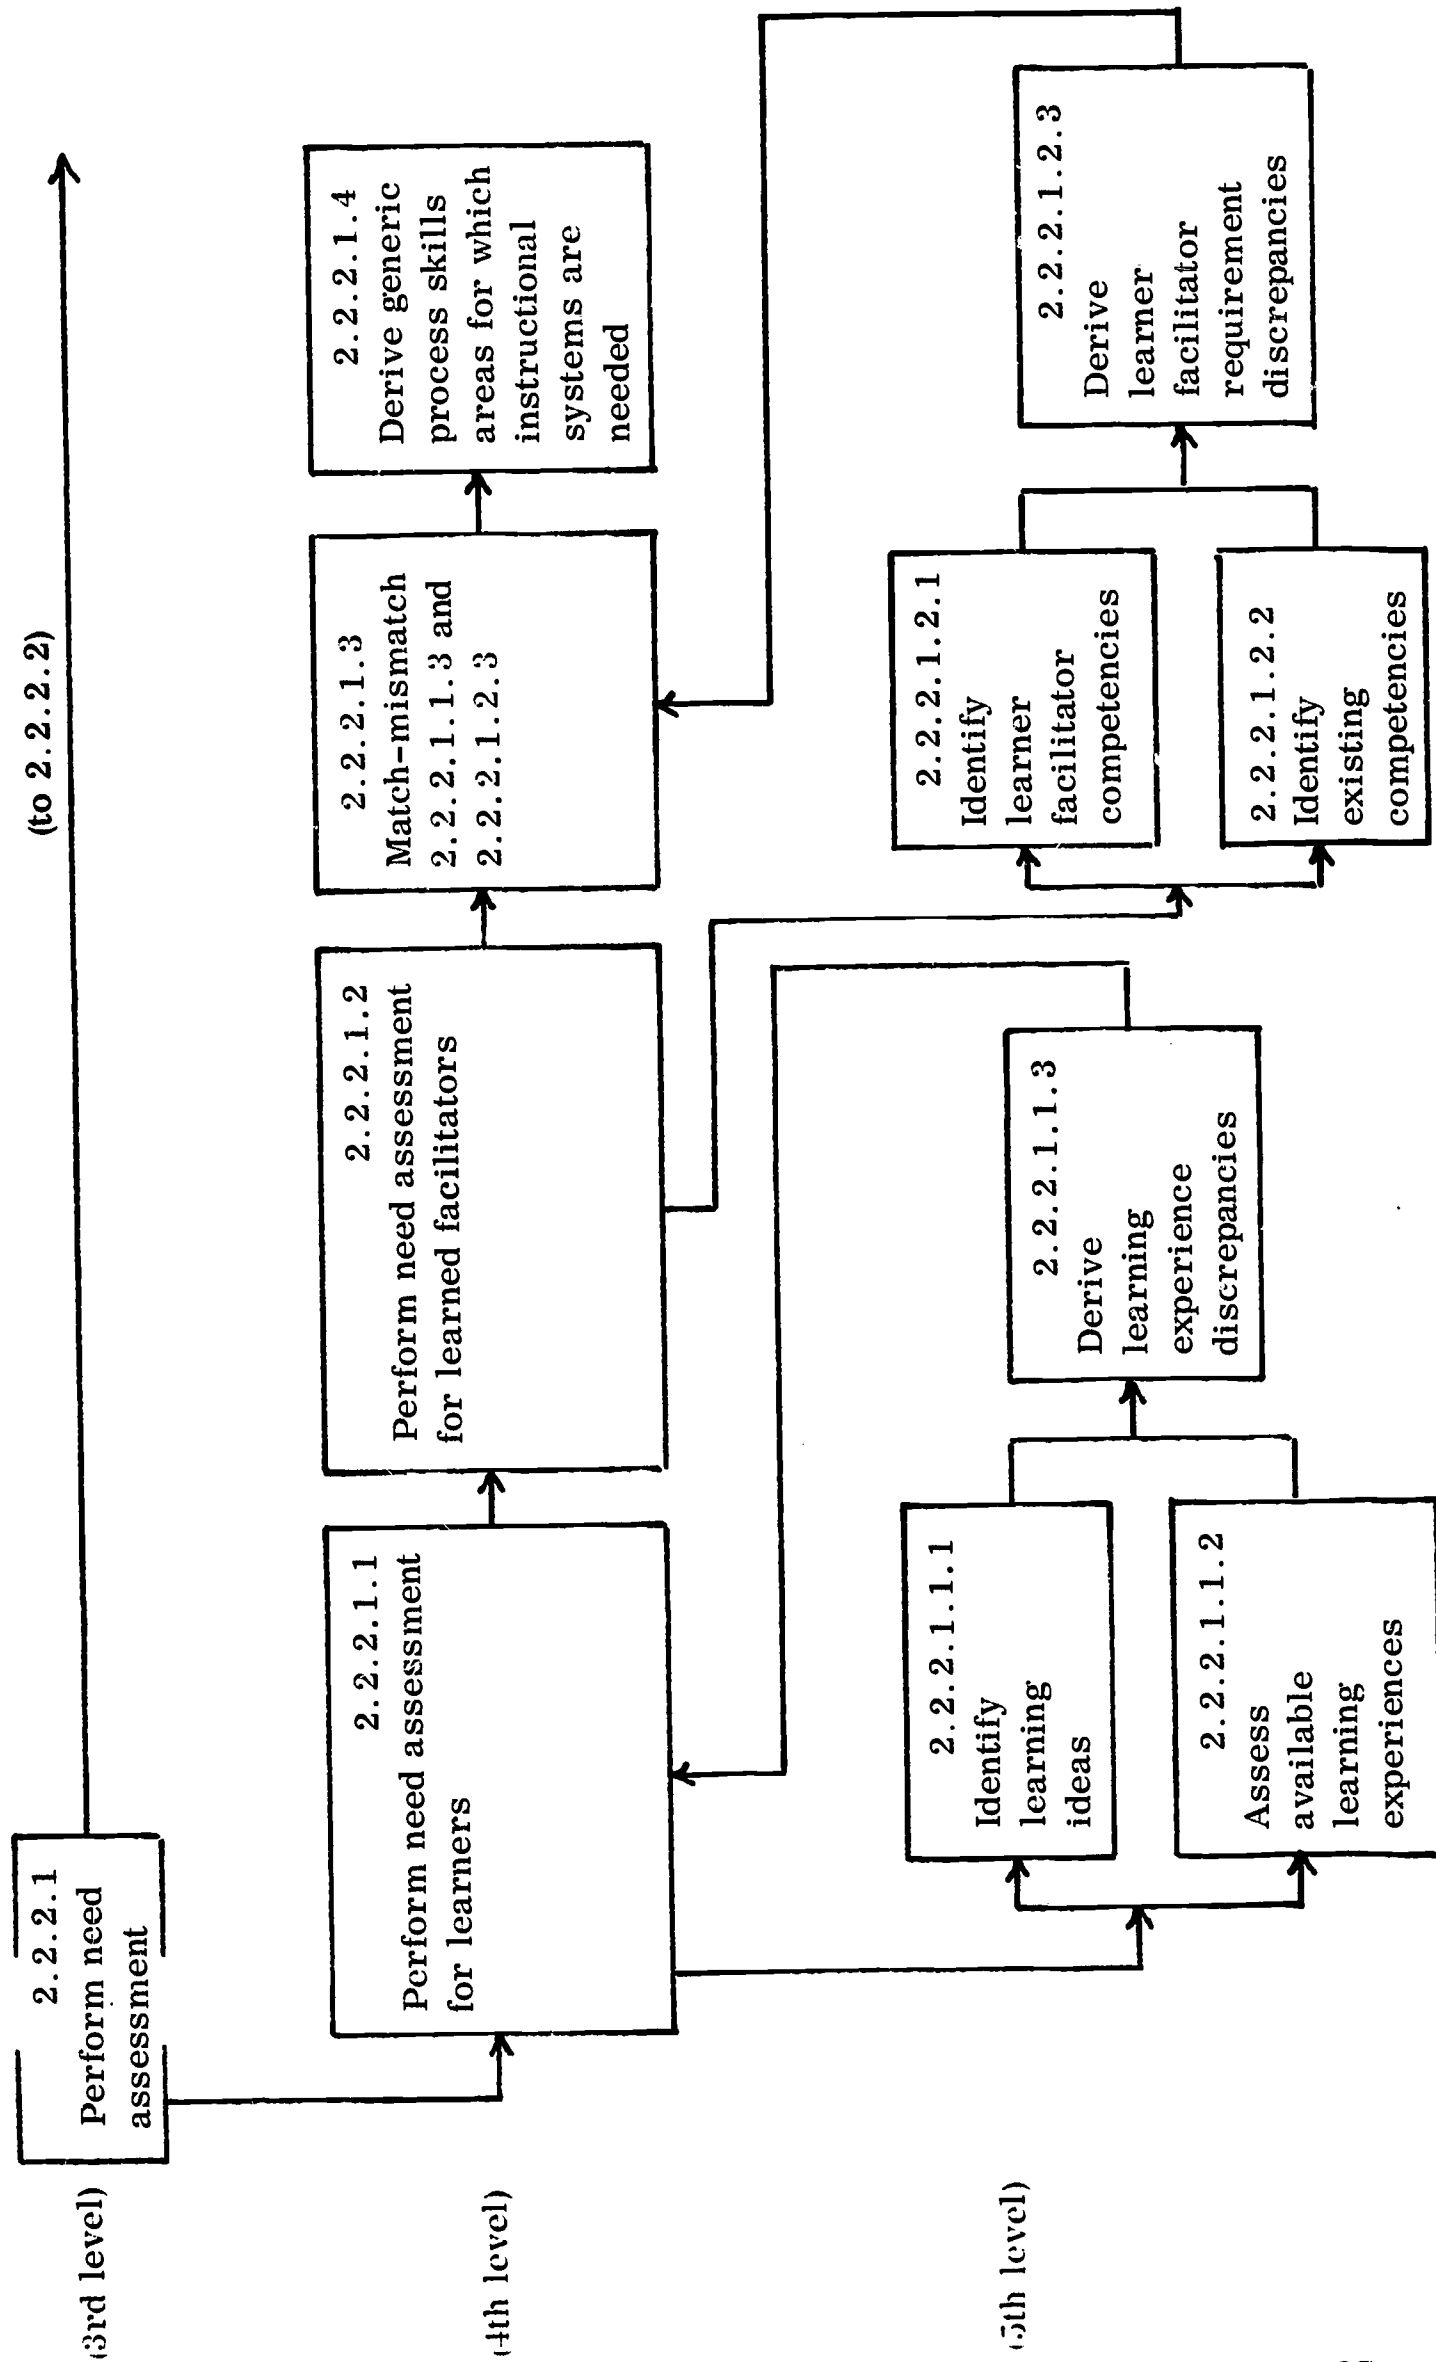 (to 2.2.2.2)
(3rd level)
2.2.2.1
Perform need
assessment
(4th level)
2.2.2.1.1
Perform need assessment
for learners
2.2.2.1.2
Perform need assessment
for learned facilitators
2.2.2.1.3
Match-mismatch
2.2.2.1.1.3 and
2.2.2.1.2.3
2.2.2.1.4
Derive generic
process skills
areas for which
instructional
systems are
needed
(5th level)
2.2.2.1.1.1
Identify
learning
ideas
2.2.2.1.1.2
Assess
available
learning
experiences
2.2.2.1.1.3
Derive
learning
experience
discrepancies
2.2.2.1.2.1
Identify
learner
facilitator
competencies
2.2.2.1.2.2
Identify
existing
competencies
2.2.2.1.2.3
Derive
learner
facilitator
requirement
discrepancies